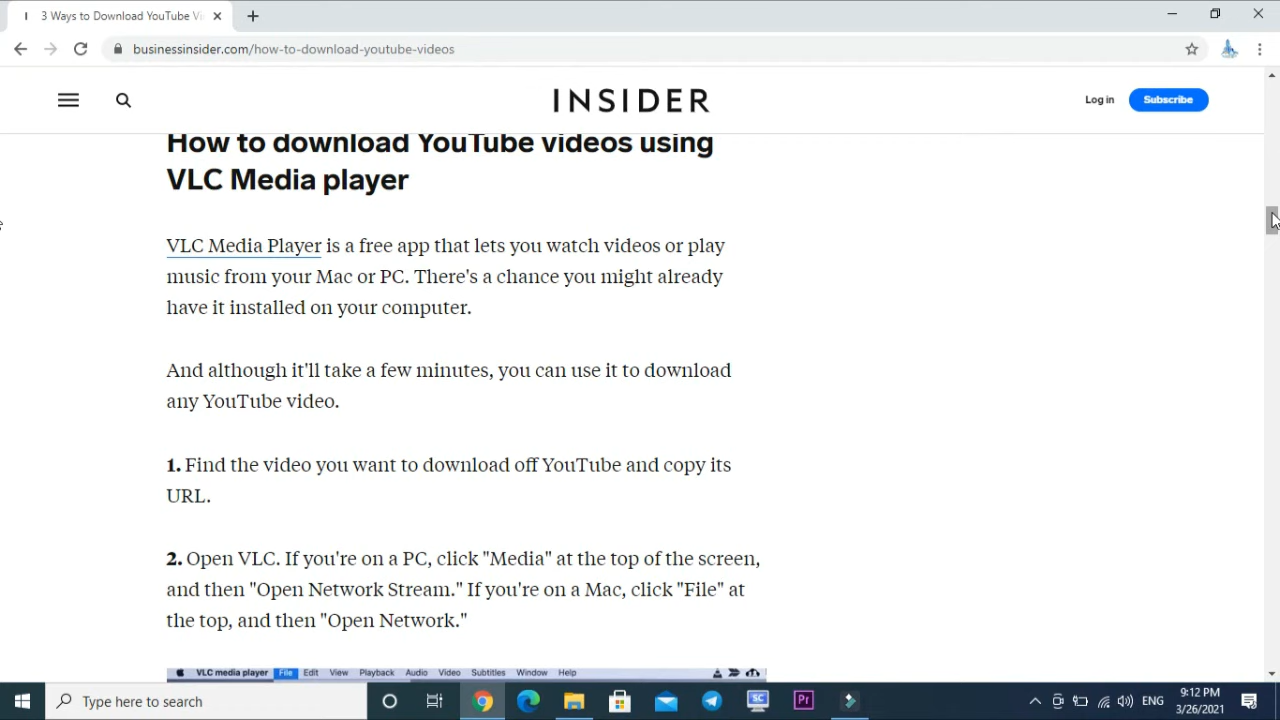 3 Ways to Download YouTube Vi
businessinsider.com/how-to-download-youtube-videos
INSIDER
Log in
Subscribe
How to download YouTube videos using
VLC Media player
VLC Media Player is a free app that lets you watch videos or play
music from your Mac or PC. There's a chance you might already
have it installed on your computer.
And although it'll take a few minutes, you can use it to download
any YouTube video.
1. Find the video you want to download off YouTube and copy its
URL.
2. Open VLC. If you're on a PC, click "Media" at the top of the screen,
and then "Open Network Stream." If you're on a Mac, click "File" at
the top, and then "Open Network."
VLC media player File Edit View Playback Audio Video Subtitles Window Help
Type here to search
SC
Pr
ENG
9:12 PM
3/26/2021